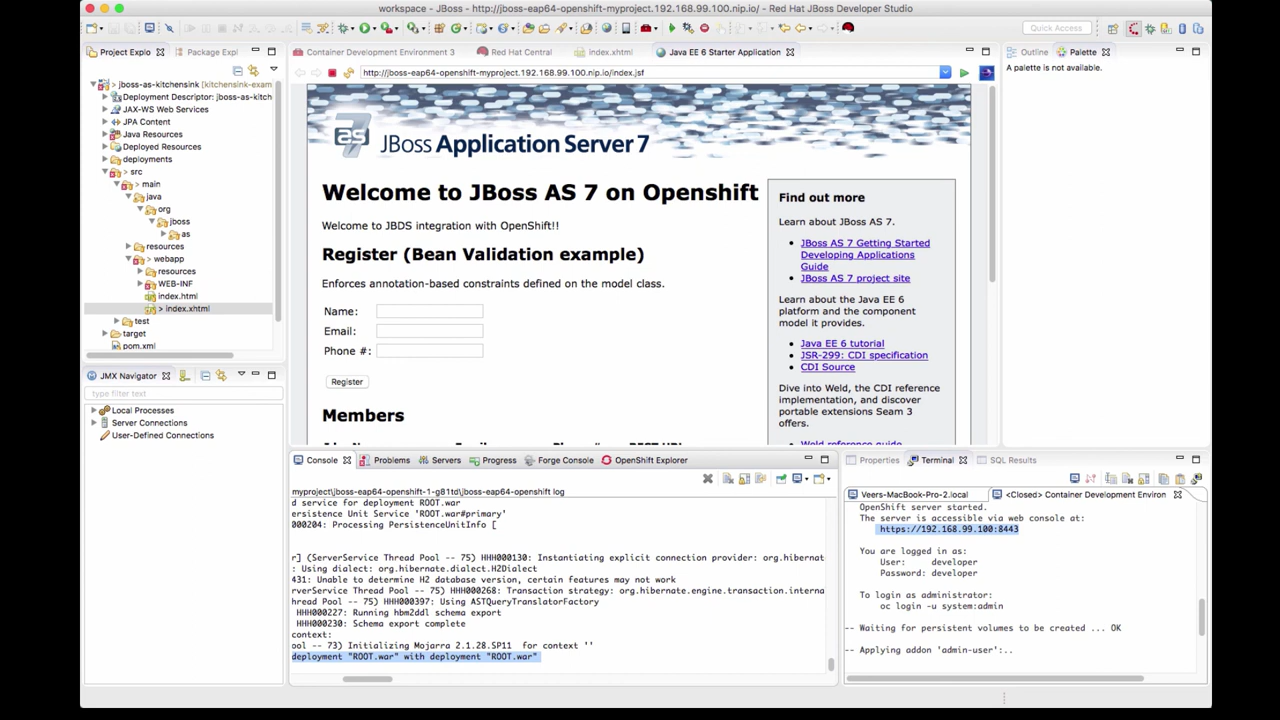 workspace - JBoss - http://jboss-eap64-openshift-myproject.192.168.99.100.nip.io/ - Red Hat JBoss Developer Studio
Quick Access
Project Explo
Package Expl
Container Development Environment 3
Red Hat Central
index.xhtml
Java EE 6 Starter Application
Outline
Palette
A palette is not available.
> jboss-as-kitchensink [kitchensink-exam
Deployment Descriptor: jboss-as-kitch
JAX-WS Web Services
JPA Content
Java Resources
Deployed Resources
deployments
> src
> main
java
org
jboss
as
resources
> webapp
resources
WEB-INF
index.html
> index.xhtml
test
target
pom.xml
http://jboss-eap64-openshift-myproject.192.168.99.100.nip.io/index.jsf
as
7
JBoss Application Server 7
Welcome to JBoss AS 7 on Openshift
Welcome to JBDS integration with OpenShift!!
Register (Bean Validation example)
Enforces annotation-based constraints defined on the model class.
Name:
Email:
Phone #:
Register
Members
Find out more
Learn about JBoss AS 7.
JBoss AS 7 Getting Started
Developing Applications
Guide
JBoss AS 7 project site
Learn about the Java EE 6
platform and the component
model it provides.
Java EE 6 tutorial
JSR-299: CDI specification
CDI Source
Dive into Weld, the CDI reference
implementation, and discover
portable extensions Seam 3
offers.
Weld reference guide
JMX Navigator
type filter text
Local Processes
Server Connections
User-Defined Connections
Console
Problems
Servers
Progress
Forge Console
OpenShift Explorer
myproject\jboss-eap64-openshift-1-g81td\jboss-eap64-openshift log
d service for deployment ROOT.war
ersistence Unit Service 'ROOT.war#primary'
000204: Processing PersistenceUnitInfo [
r] (ServerService Thread Pool -- 75) HHH000130: Instantiating explicit connection provider: org.hibernat
: Using dialect: org.hibernate.dialect.H2Dialect
431: Unable to determine H2 database version, certain features may not work
rverService Thread Pool -- 75) HHH000268: Transaction strategy: org.hibernate.engine.transaction.interna
hread Pool -- 75) HHH000397: Using ASTQueryTranslatorFactory
HHH000227: Running hbm2ddl schema export
HHH000230: Schema export complete
context:
ool -- 73) Initializing Mojarra 2.1.28.SP11 for context ''
deployment "ROOT.war" with deployment "ROOT.war"
Properties
Terminal
SQL Results
Veers-MacBook-Pro-2.local
<Closed> Container Development Environ
OpenShift server started.
The server is accessible via web console at:
https://192.168.99.100:8443
You are logged in as:
User: developer
Password: developer
To login as administrator:
oc login -u system:admin
-- Waiting for persistent volumes to be created ... OK
-- Applying addon 'admin-user':..